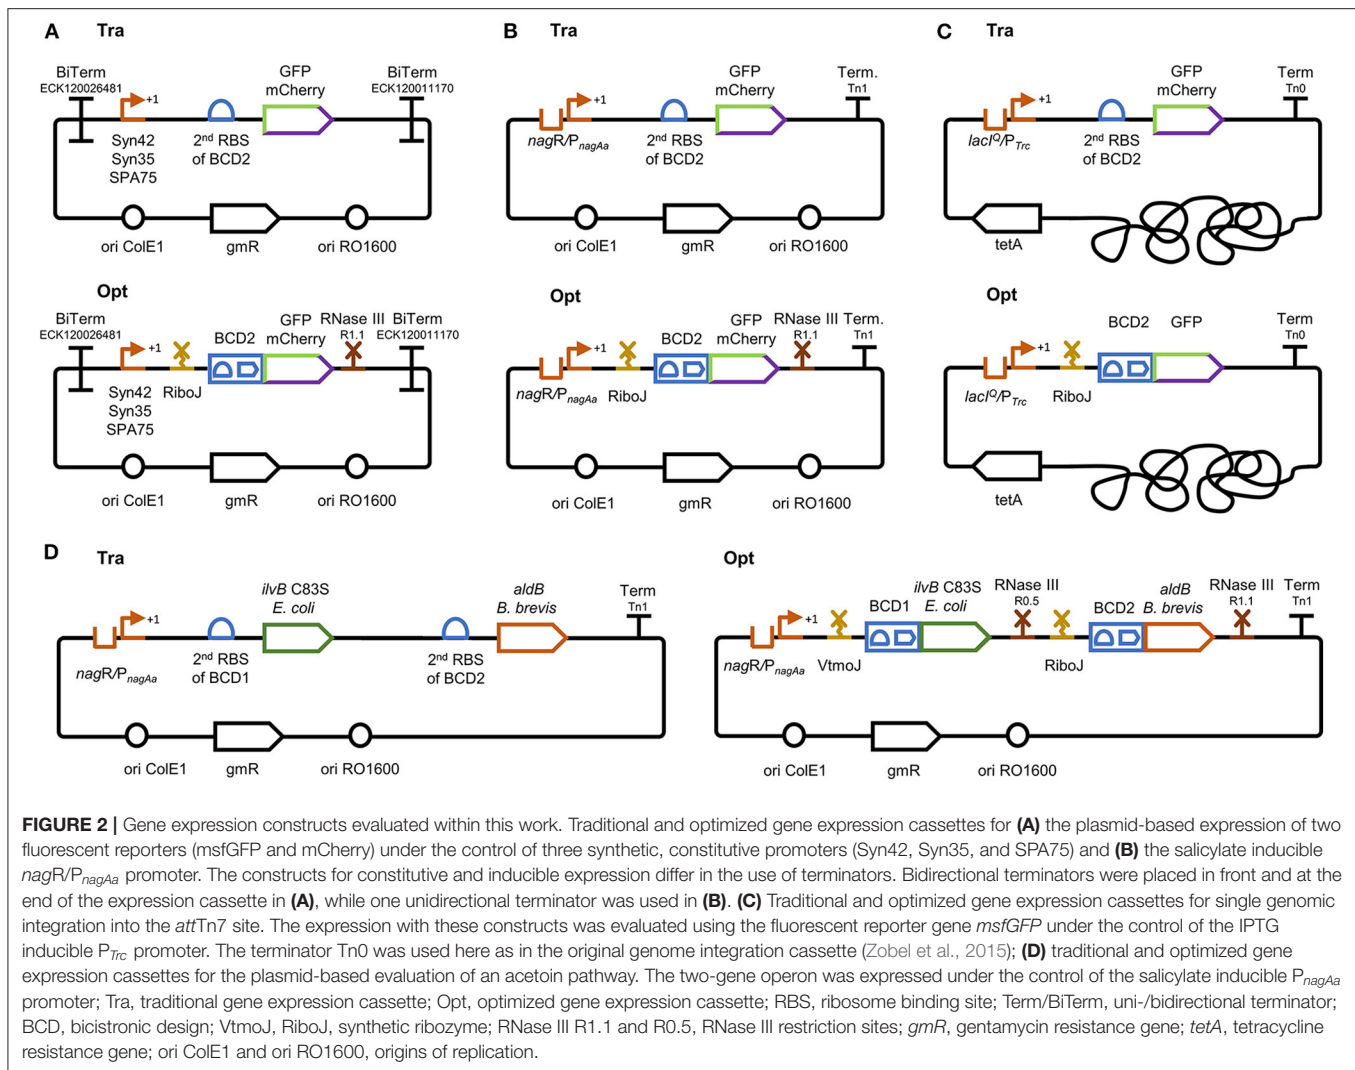 A Tra
BiTerm
ECK120026481
+1
GFP
mCherry
BiTerm
ECK120011170
Syn42
Syn35
SPA75
2nd RBS
of BCD2
ori ColE1
gmR
ori RO1600
Opt
BiTerm
ECK120026481
+1
BCD2
GFP
mCherry
RNase III
R1.1
BiTerm
ECK120011170
Syn42
Syn35
SPA75
RiboJ
ori ColE1
gmR
ori RO1600
B Tra
+1
GFP
mCherry
Term.
Tn1
nagR/PnagAa
2nd RBS
of BCD2
ori ColE1
gmR
ori RO1600
Opt
+1
BCD2
GFP
mCherry
RNase III
R1.1
Term.
Tn1
nagR/PnagAa
RiboJ
ori ColE1
gmR
ori RO1600
C Tra
+1
GFP
mCherry
Term
Tn0
lacIQ/PTrc
2nd RBS
of BCD2
tetA
Opt
+1
BCD2
GFP
Term
Tn0
lacIQ/PTrc
RiboJ
tetA
D Tra
+1
ilvB C83S
E. coli
aldB
B. brevis
Term
Tn1
nagR/PnagAa
2nd RBS
of BCD1
2nd RBS
of BCD2
ori ColE1
gmR
ori RO1600
Opt
+1
BCD1
ilvB C83S
E. coli
RNase III
R0.5
BCD2
aldB
B. brevis
RNase III
R1.1
Term
Tn1
nagR/PnagAa
VtmoJ
RiboJ
ori ColE1
gmR
ori RO1600
FIGURE 2 | Gene expression constructs evaluated within this work. Traditional and optimized gene expression cassettes for (A) the plasmid-based expression of two
fluorescent reporters (msfGFP and mCherry) under the control of three synthetic, constitutive promoters (Syn42, Syn35, and SPA75) and (B) the salicylate inducible
nagR/PnagAa promoter. The constructs for constitutive and inducible expression differ in the use of terminators. Bidirectional terminators were placed in front and at the
end of the expression cassette in (A), while one unidirectional terminator was used in (B). (C) Traditional and optimized gene expression cassettes for single genomic
integration into the attTn7 site. The expression with these constructs was evaluated using the fluorescent reporter gene msfGFP under the control of the IPTG
inducible PTrc promoter. The terminator Tn0 was used here as in the original genome integration cassette (Zobel et al., 2015); (D) traditional and optimized gene
expression cassettes for the plasmid-based evaluation of an acetoin pathway. The two-gene operon was expressed under the control of the salicylate inducible PnagAa
promoter; Tra, traditional gene expression cassette; Opt, optimized gene expression cassette; RBS, ribosome binding site; Term/BiTerm, uni-/bidirectional terminator;
BCD, bicistronic design; VtmoJ, RiboJ, synthetic ribozyme; RNase III R1.1 and R0.5, RNase III restriction sites; gmR, gentamycin resistance gene; tetA, tetracycline
resistance gene; ori ColE1 and ori RO1600, origins of replication.